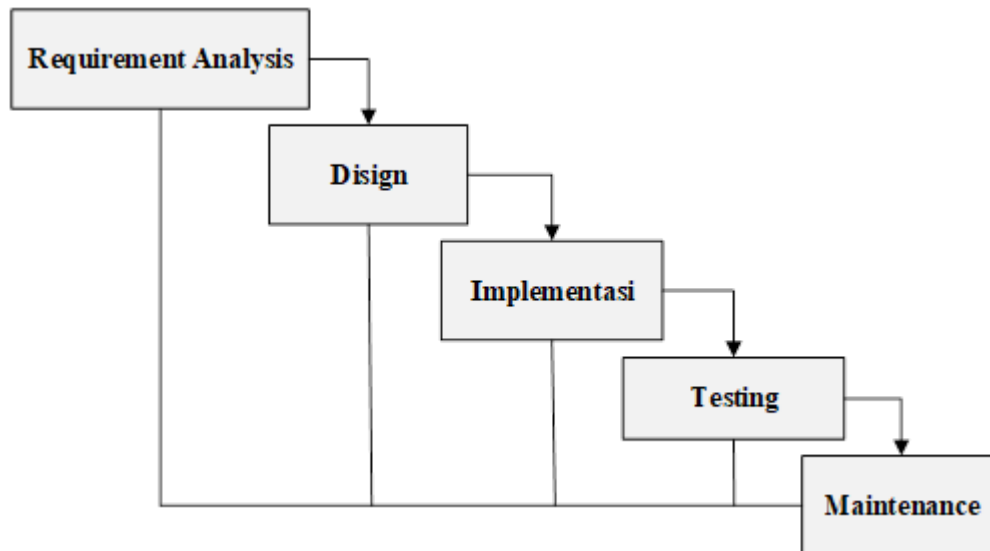 Requirement Analysis
Disign
Implementasi
Testing
Maintenance